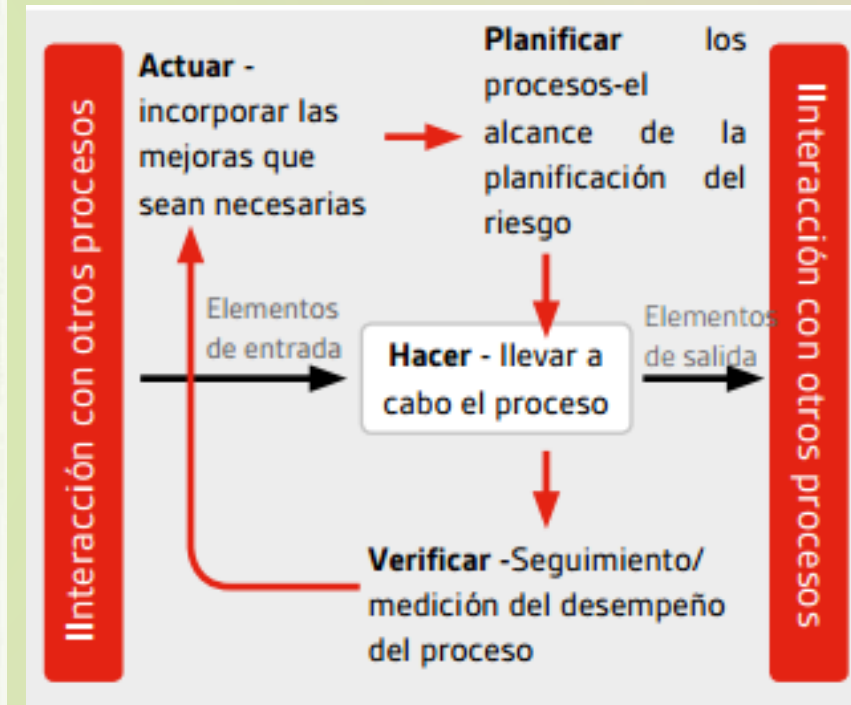 IInteracción con otros procesos
Actuar -
incorporar las
mejoras que
sean necesarias
Planificar los
procesos-el
alcance de la
planificación del
riesgo
Elementos
de entrada
Hacer - llevar a
cabo el proceso
Elementos
de salida
Verificar -Seguimiento/
medición del desempeño
del proceso
IInteracción con otros procesos